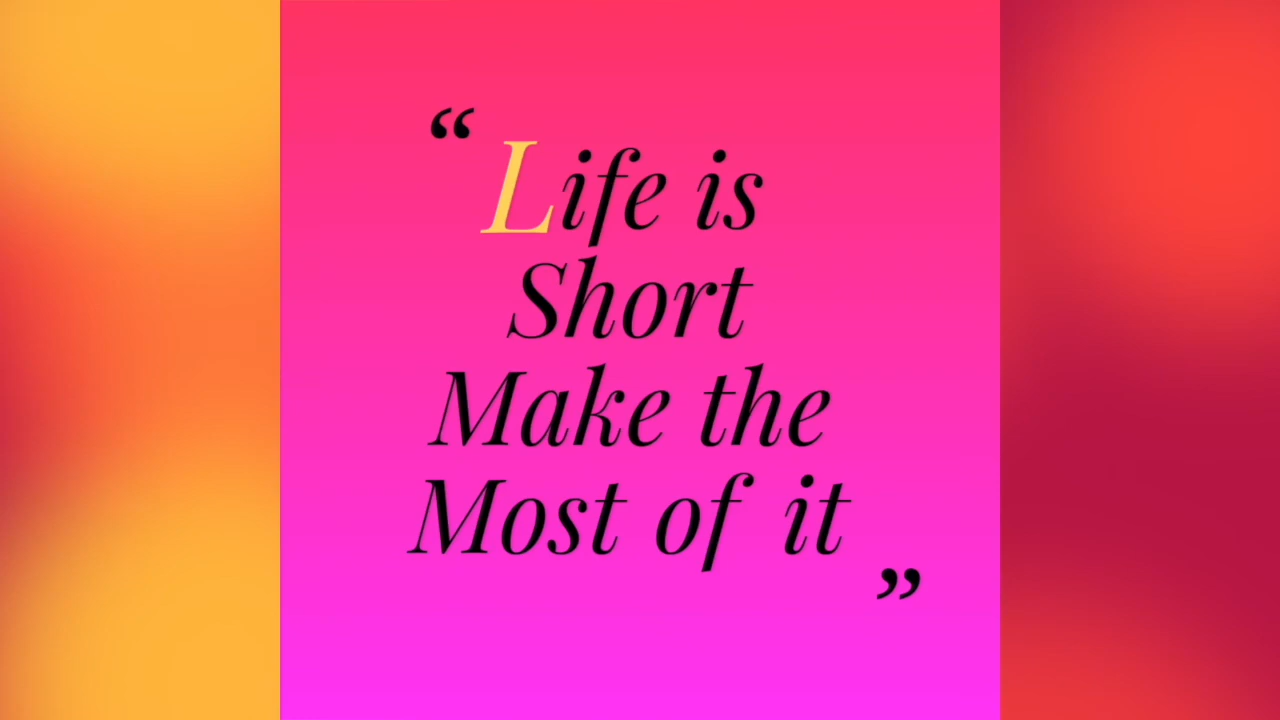 “Life is
Short
Make the
Most of it”